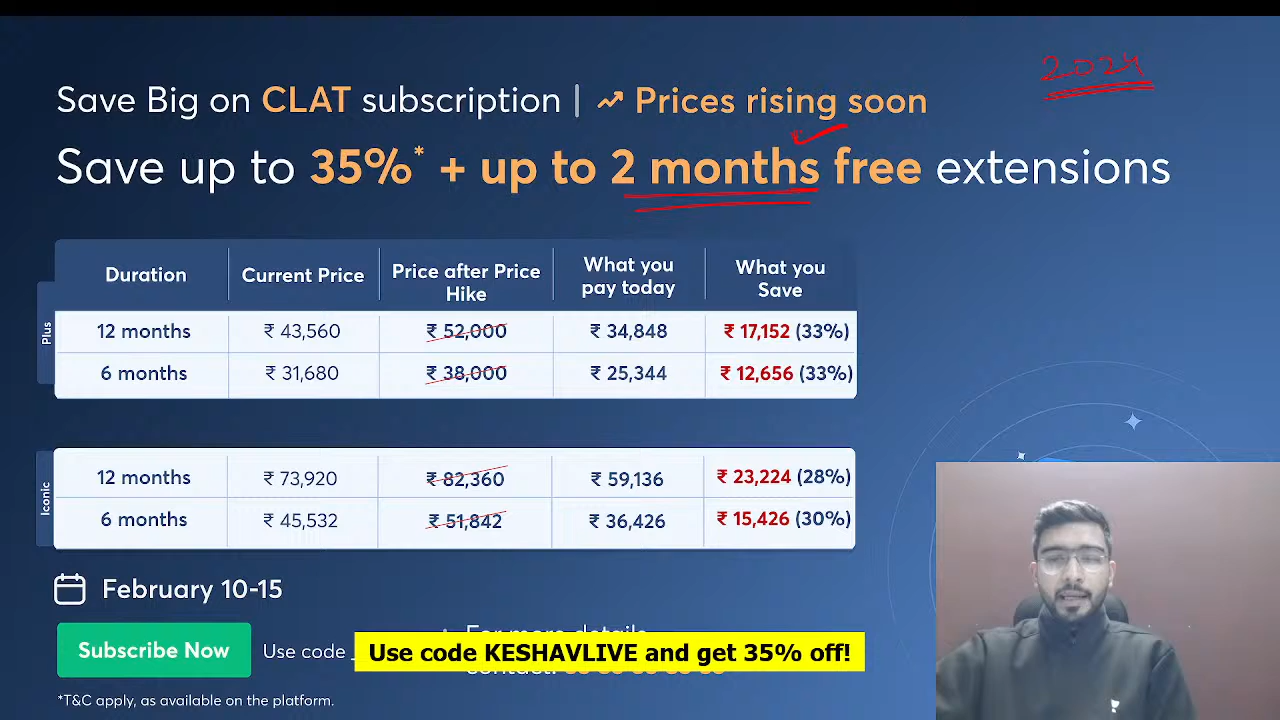 2024
Save Big on CLAT subscription | Prices rising soon
Save up to 35%* + up to 2 months free extensions
Duration Current Price Price after Price Hike What you pay today What you Save
Plus
12 months ₹ 43,560 ₹ 52,000 ₹ 34,848 ₹ 17,152 (33%)
6 months ₹ 31,680 ₹ 38,000 ₹ 25,344 ₹ 12,656 (33%)
Iconic
12 months ₹ 73,920 ₹ 82,360 ₹ 59,136 ₹ 23,224 (28%)
6 months ₹ 45,532 ₹ 51,842 ₹ 36,426 ₹ 15,426 (30%)
February 10-15
For more details
Subscribe Now Use code
Use code KESHAVLIVE and get 35% off!
*T&C apply, as available on the platform.